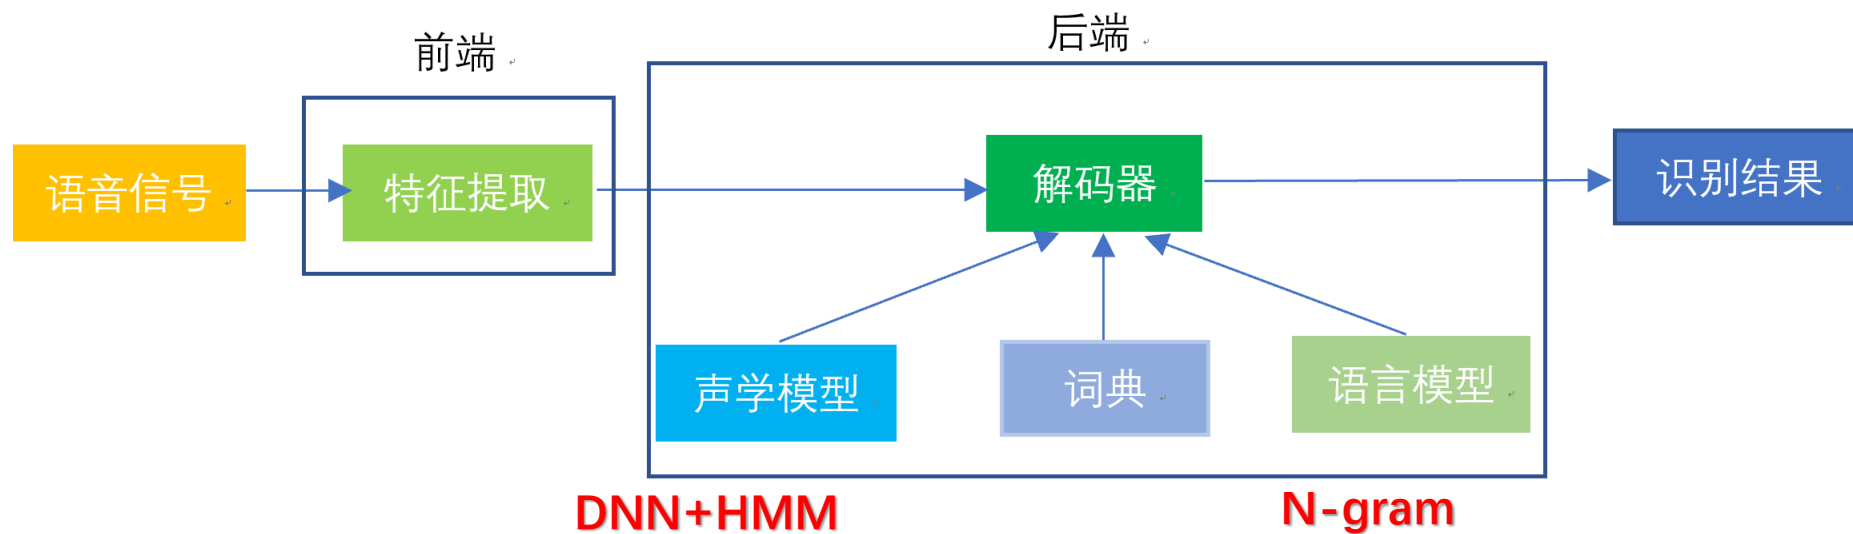 前端
后端
语音信号
特征提取
解码器
识别结果
声学模型
词典
语言模型
DNN+HMM
N-gram